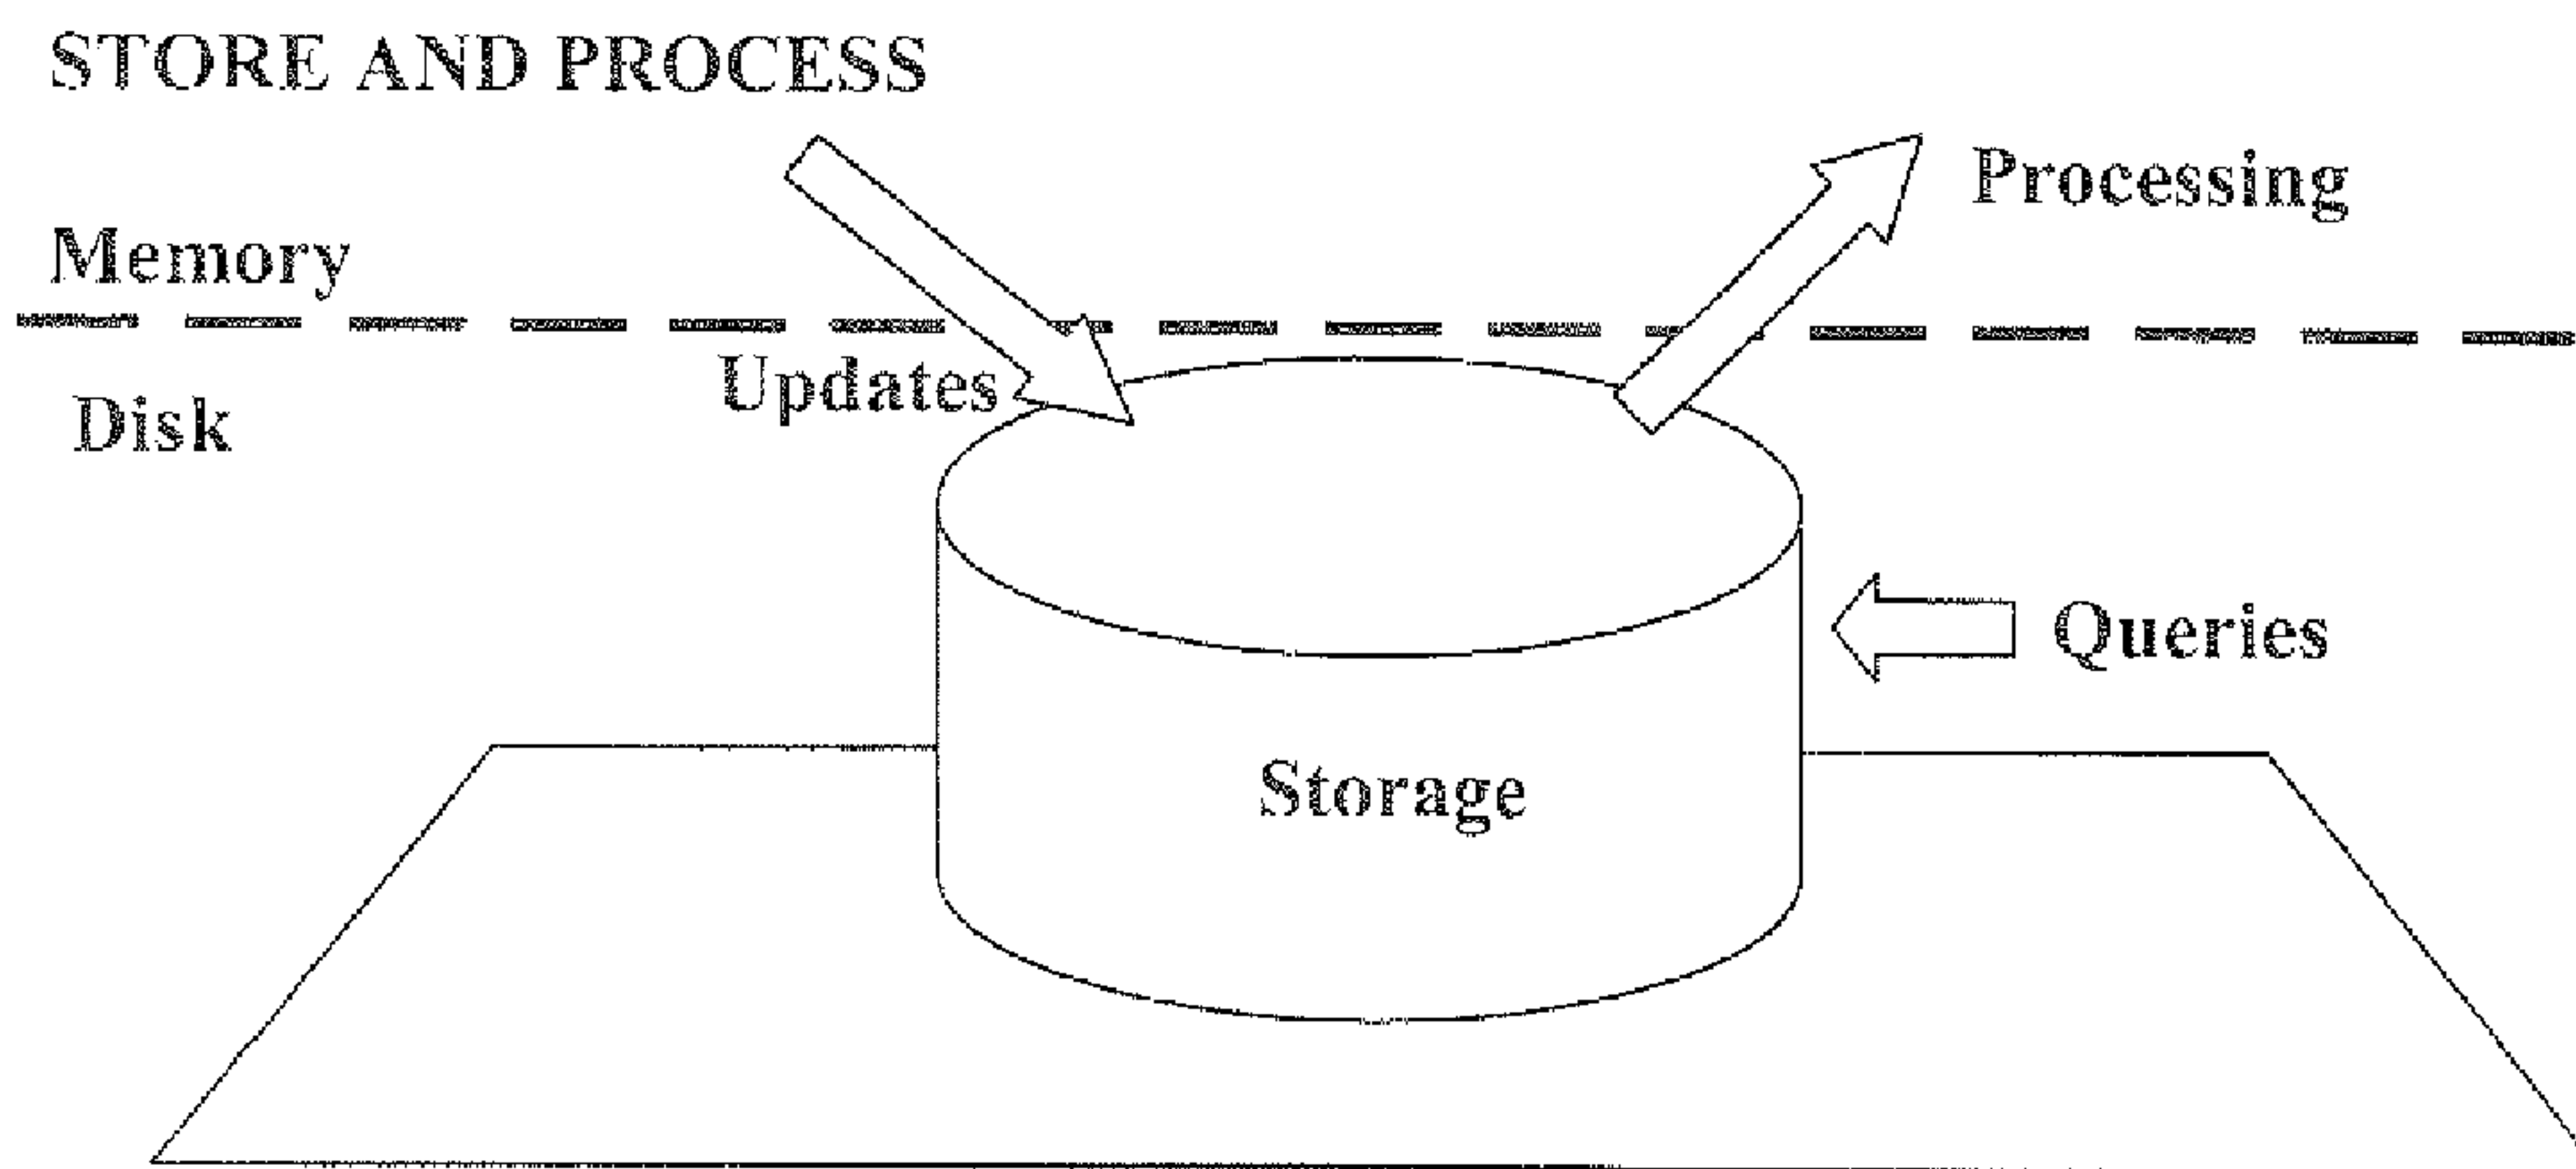 STORE AND PROCESS
Processing
Memory
Updates
Disk
Queries
Storage